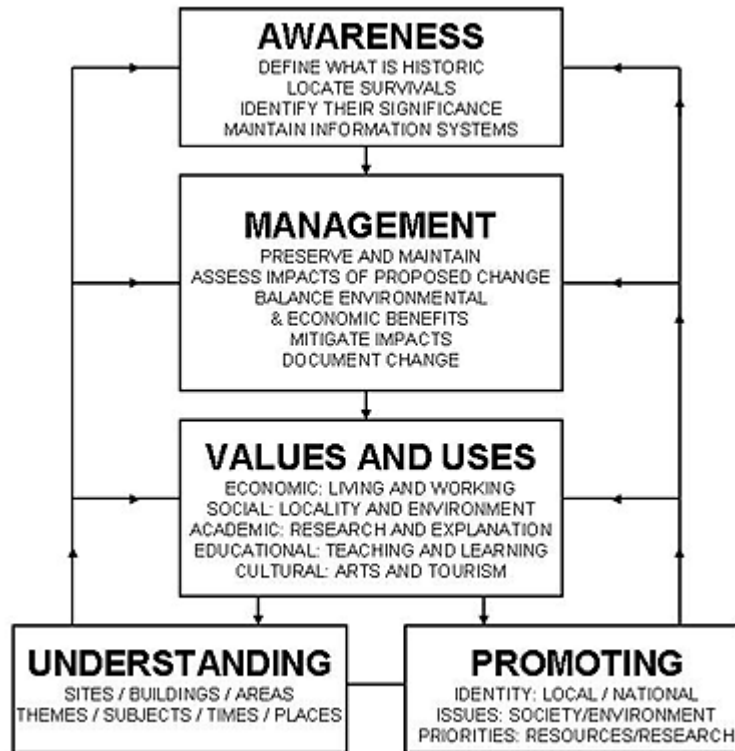 AWARENESS
DEFINE WHAT IS HISTORIC
LOCATE SURVIVALS
IDENTIFY THEIR SIGNIFICANCE
MAINTAIN INFORMATION SYSTEMS
MANAGEMENT
PRESERVE AND MAINTAIN
ASSESS IMPACTS OF PROPOSED CHANGE
BALANCE ENVIRONMENTAL
& ECONOMIC BENEFITS
MITIGATE IMPACTS
DOCUMENT CHANGE
VALUES AND USES
ECONOMIC: LIVING AND WORKING
SOCIAL: LOCALITY AND ENVIRONMENT
ACADEMIC: RESEARCH AND EXPLANATION
EDUCATIONAL: TEACHING AND LEARNING
CULTURAL: ARTS AND TOURISM
UNDERSTANDING
SITES / BUILDINGS / AREAS
THEMES / SUBJECTS / TIMES / PLACES
PROMOTING
IDENTITY: LOCAL / NATIONAL
ISSUES: SOCIETY/ENVIRONMENT
PRIORITIES: RESOURCES/RESEARCH